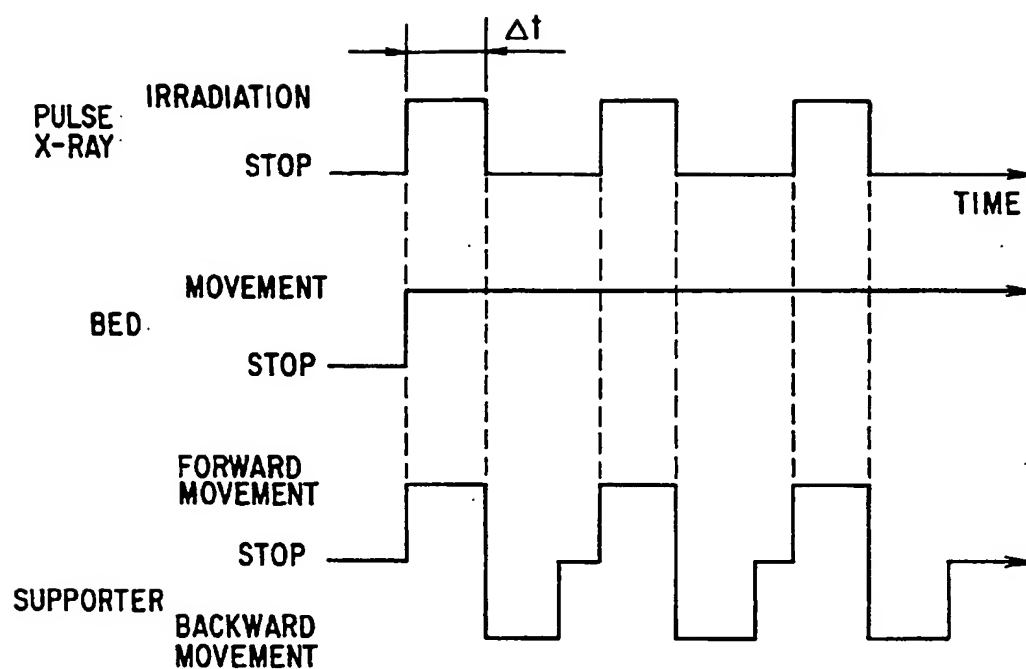 Δt
IRRADIATION
PULSE
X-RAY
STOP
TIME
MOVEMENT
BED
STOP
FORWARD
MOVEMENT
STOP
SUPPORTER
BACKWARD
MOVEMENT